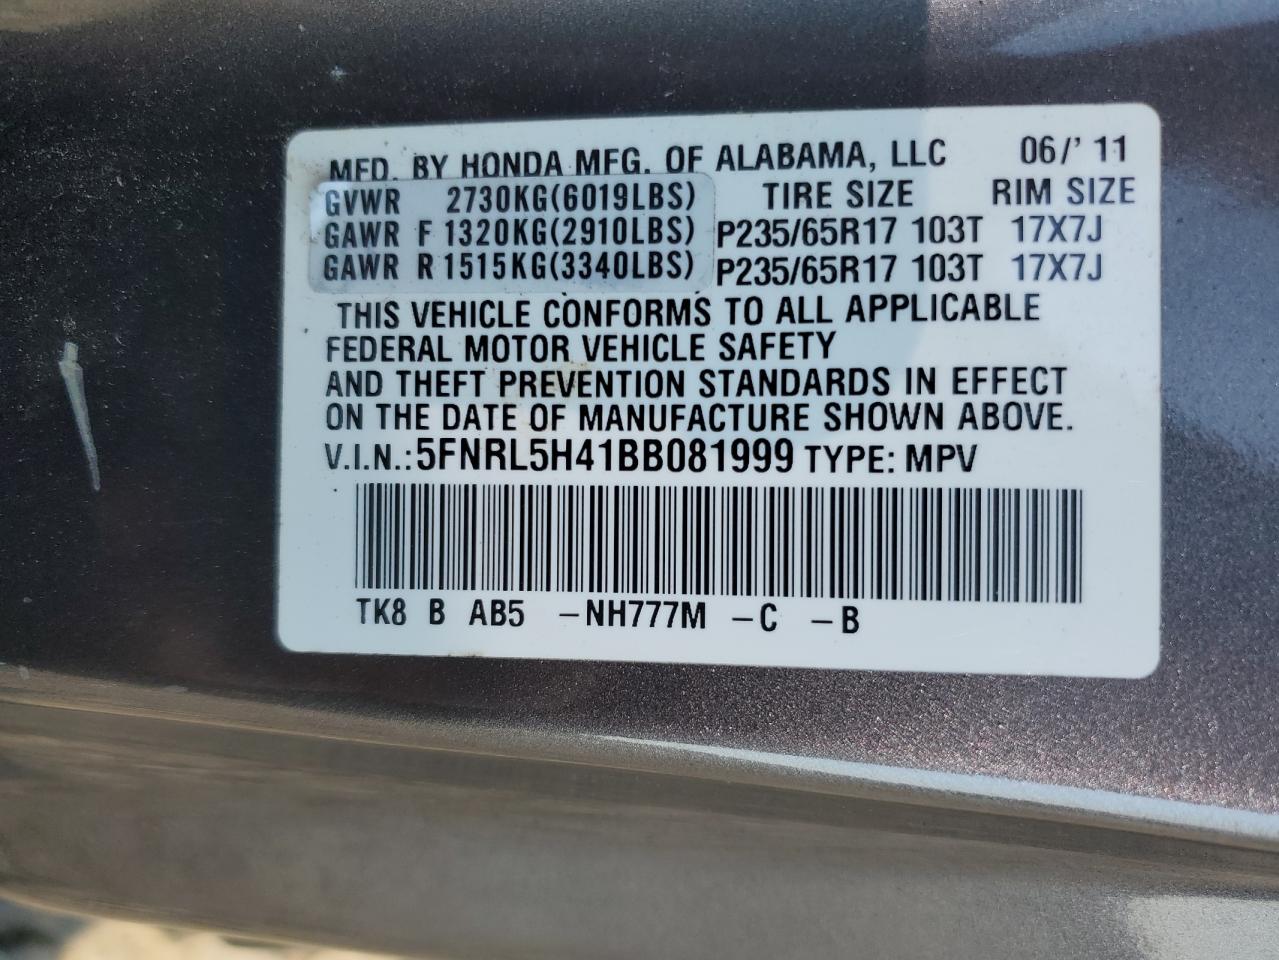 MFD. BY HONDA MFG. OF ALABAMA, LLC 06/'11
GVWR 2730KG(6019LBS) TIRE SIZE RIM SIZE
GAWR F 1320KG(2910LBS) P235/65R17 103T 17X7J
GAWR R 1515KG(3340LBS) P235/65R17 103T 17X7J
THIS VEHICLE CONFORMS TO ALL APPLICABLE
FEDERAL MOTOR VEHICLE SAFETY
AND THEFT PREVENTION STANDARDS IN EFFECT
ON THE DATE OF MANUFACTURE SHOWN ABOVE.
V.I.N.: 5FNRL5H41BB081999 TYPE: MPV
TK8 B AB5 -NH777M -C -B